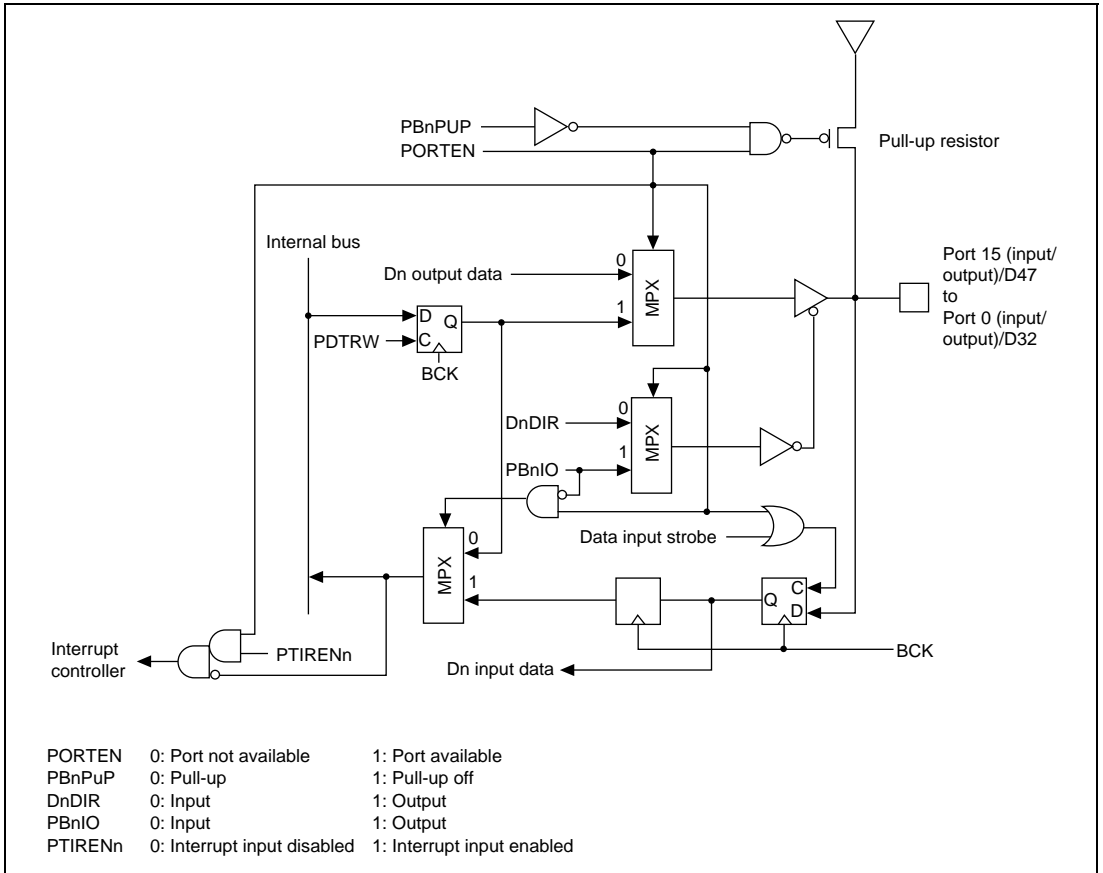 PBnPUP
PORTEN
Pull-up resistor
Internal bus
Dn output data
0
1
MPX
Port 15 (input/
output)/D47
to
Port 0 (input/
output)/D32
D
Q
C
PDTRW
BCK
DnDIR
0
1
MPX
PBnIO
Data input strobe
0
1
MPX
Q
C
D
Interrupt
controller
PTIRENn
BCK
Dn input data
PORTEN 0: Port not available 1: Port available
PBnPuP 0: Pull-up 1: Pull-up off
DnDIR 0: Input 1: Output
PBnIO 0: Input 1: Output
PTIRENn 0: Interrupt input disabled 1: Interrupt input enabled